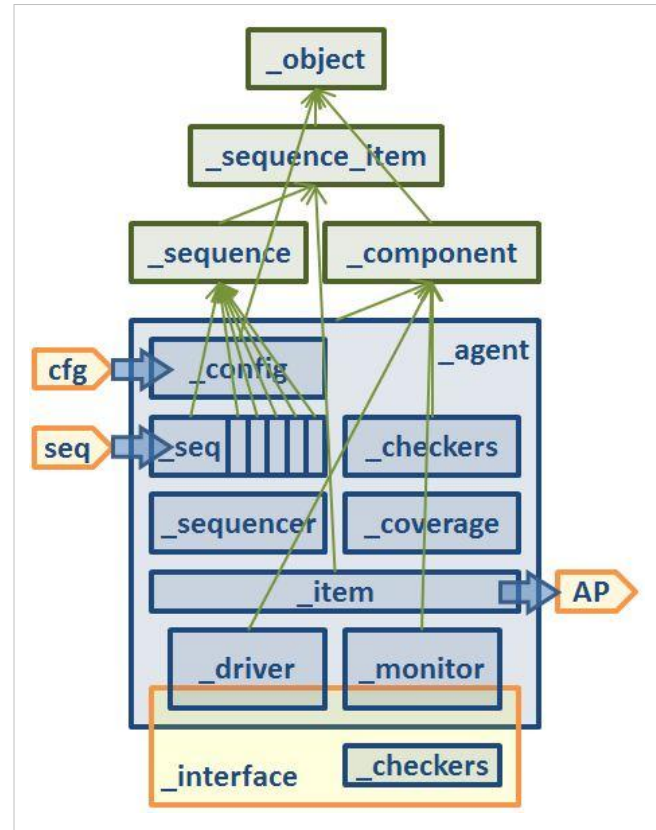 _object
_sequence_item
_sequence
_component
_agent
cfg
_config
seq
_seq
_checkers
_sequencer
_coverage
_item
AP
_driver
_monitor
_interface
_checkers